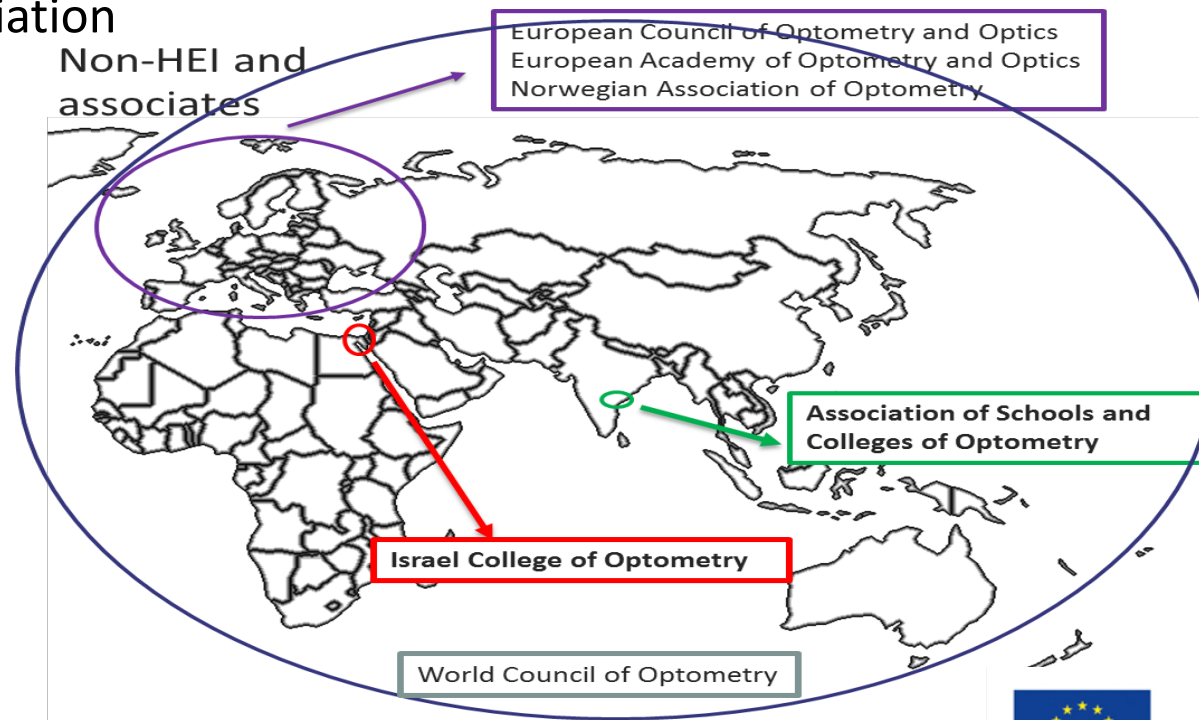 iation
Non-HEI and
associates
European Council of Optometry and Optics
European Academy of Optometry and Optics
Norwegian Association of Optometry
Association of Schools and
Colleges of Optometry
Israel College of Optometry
World Council of Optometry